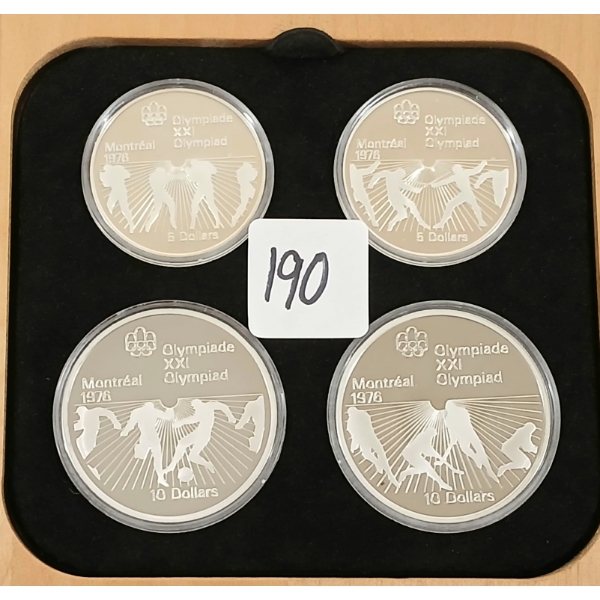 Olympiade
XXI
Olympiad
Montréal
1976
5 Dollars
Olympiade
XXI
Olympiad
Montréal
1976
5 Dollars
190
Olympiade
XXI
Olympiad
Montréal
1976
10 Dollars
Olympiade
XXI
Olympiad
Montréal
1976
10 Dollars